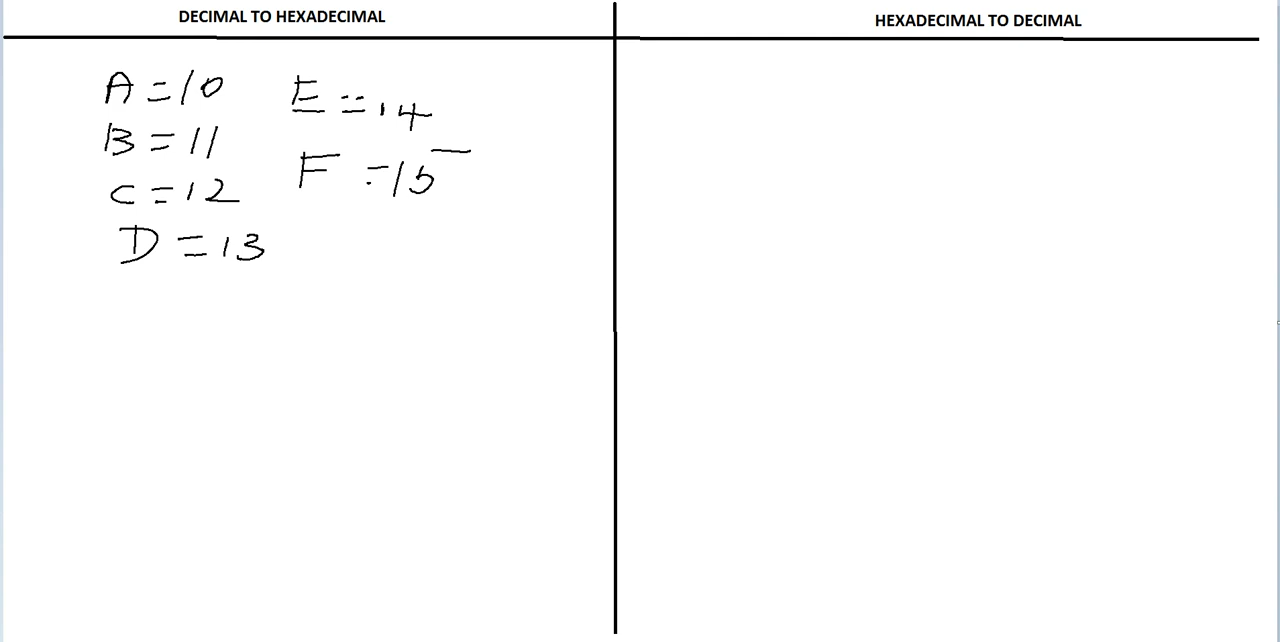 DECIMAL TO HEXADECIMAL
A = 10
B = 11
C = 12
D = 13
E = 14
F = 15
HEXADECIMAL TO DECIMAL